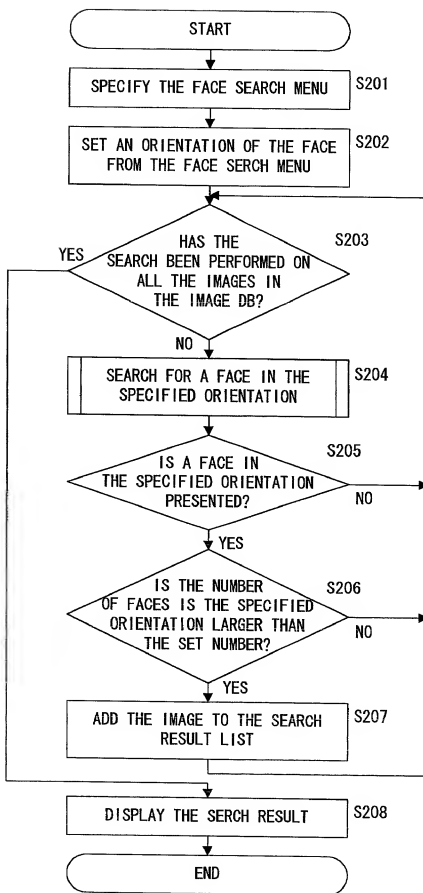 START
SPECIFY THE FACE SEARCH MENU
S201
SET AN ORIENTATION OF THE FACE
FROM THE FACE SERCH MENU
S202
HAS THE
SEARCH BEEN PERFORMED ON
ALL THE IMAGES IN
THE IMAGE DB?
S203
YES
NO
SEARCH FOR A FACE IN THE
SPECIFIED ORIENTATION
S204
IS A FACE IN
THE SPECIFIED ORIENTATION
PRESENTED?
S205
NO
YES
IS THE NUMBER
OF FACES IS THE SPECIFIED
ORIENTATION LARGER THAN
THE SET NUMBER?
S206
NO
YES
ADD THE IMAGE TO THE SEARCH
RESULT LIST
S207
DISPLAY THE SERCH RESULT
S208
END